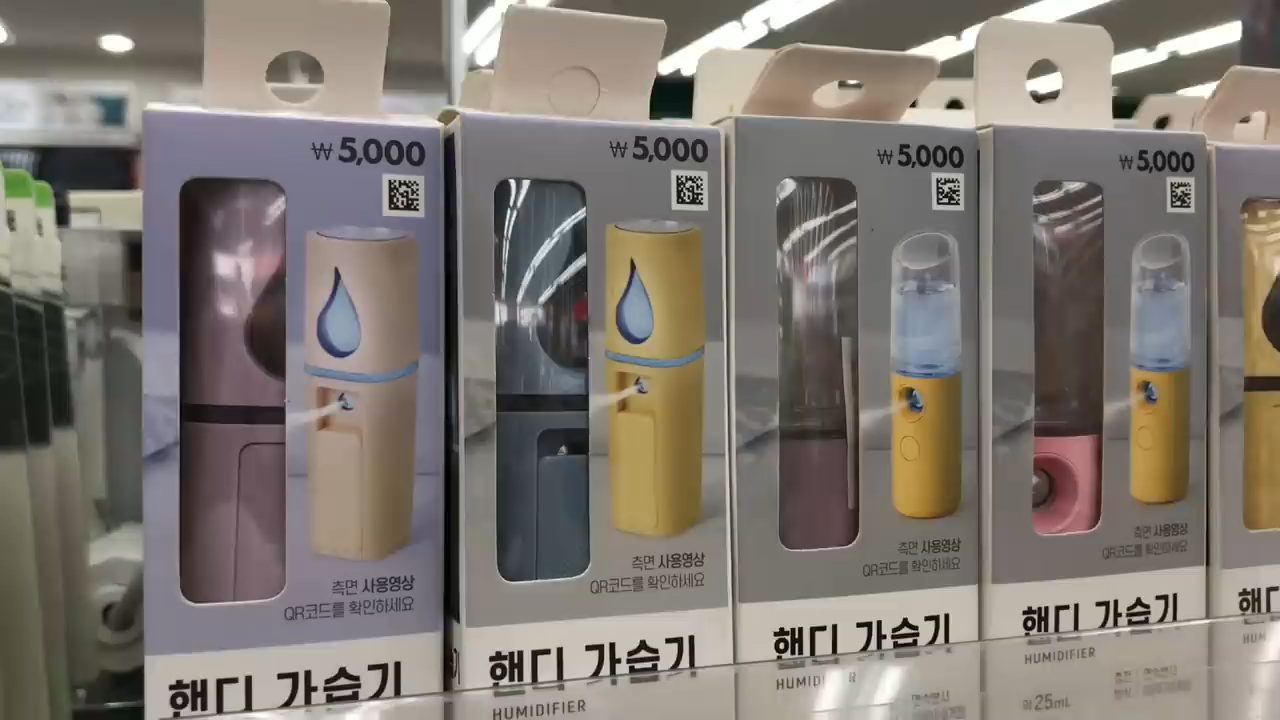 ₩5,000
측면 사용영상
QR코드를 확인하세요
핸디 가습기
₩5,000
측면 사용영상
QR코드를 확인하세요
핸디 가습기
HUMIDIFIER
₩5,000
측면 사용영상
QR코드를 확인하세요
핸디 가습기
₩5,000
측면 사용영상
QR코드를 확인하세요
핸디 가습기
HUMIDIFIER
약 25mL